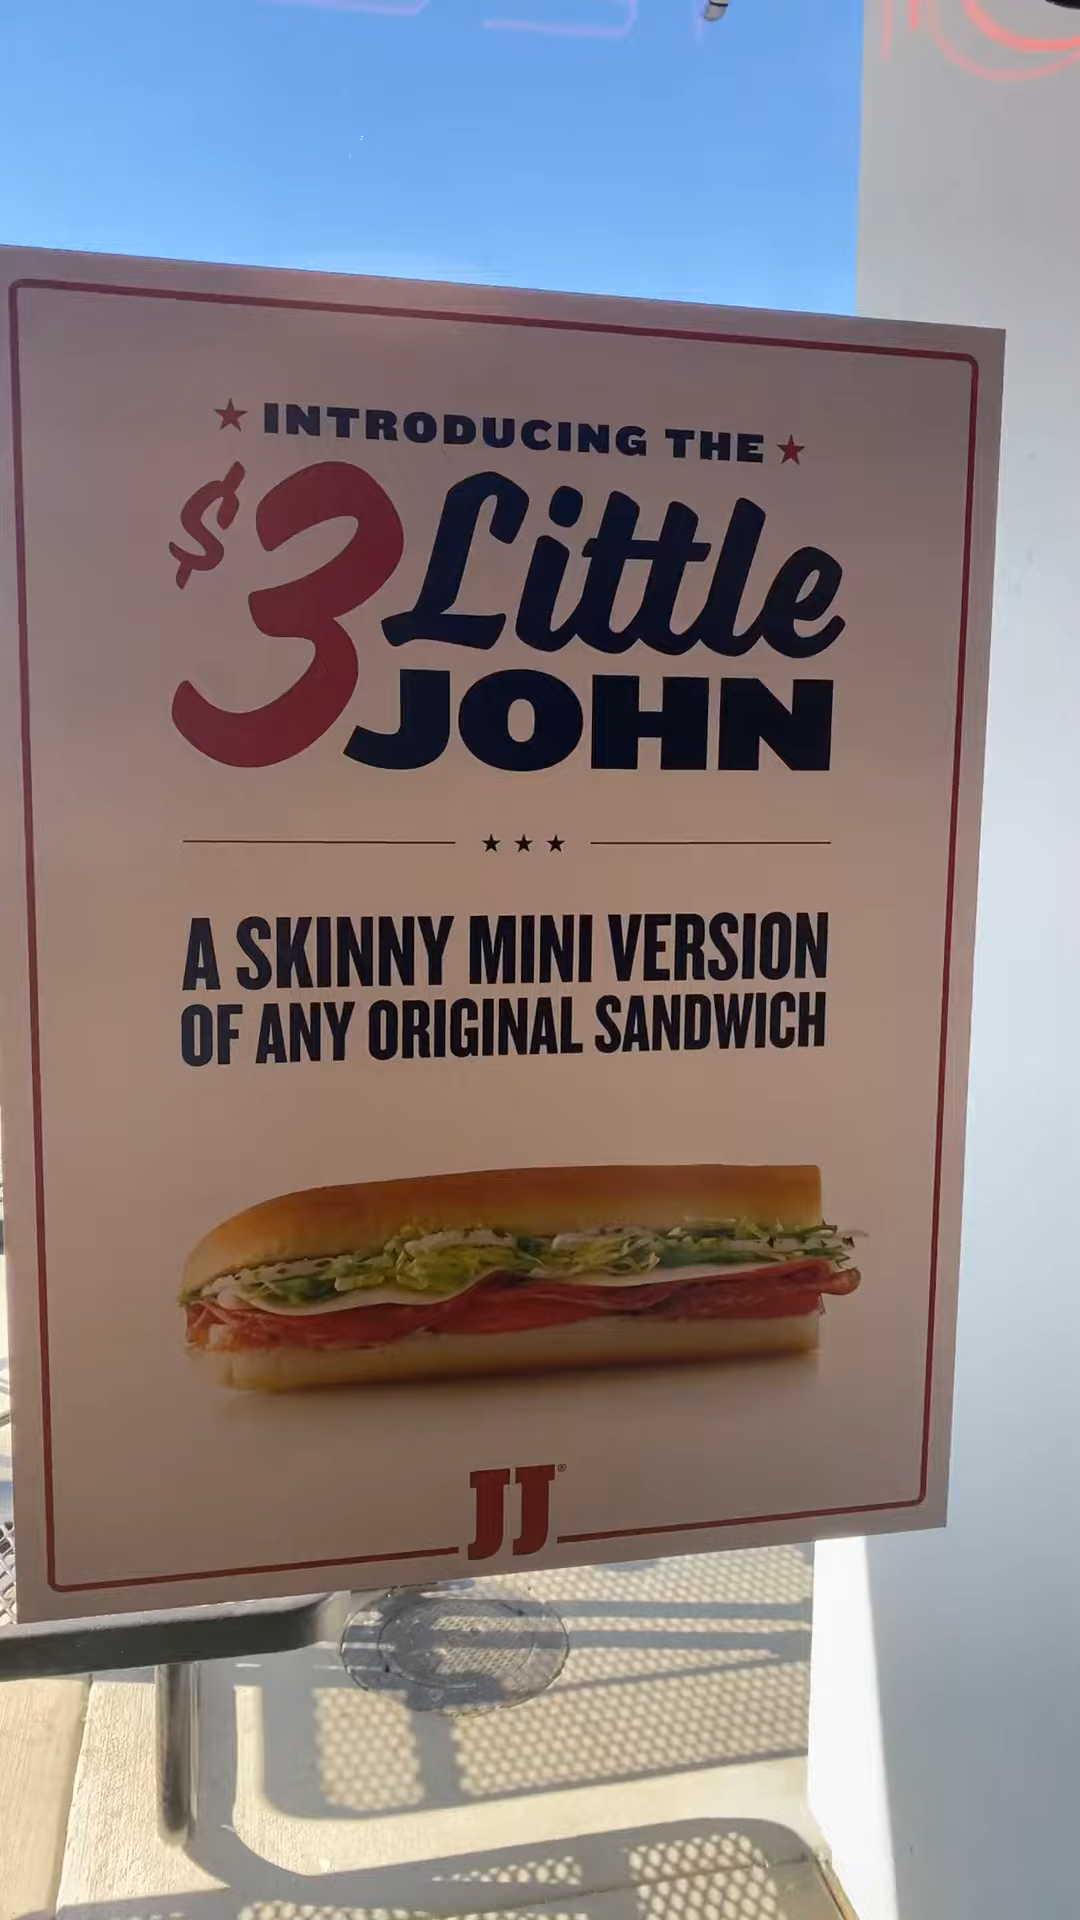 INTRODUCING THE
$3 Little
JOHN
A SKINNY MINI VERSION
OF ANY ORIGINAL SANDWICH
JJ®